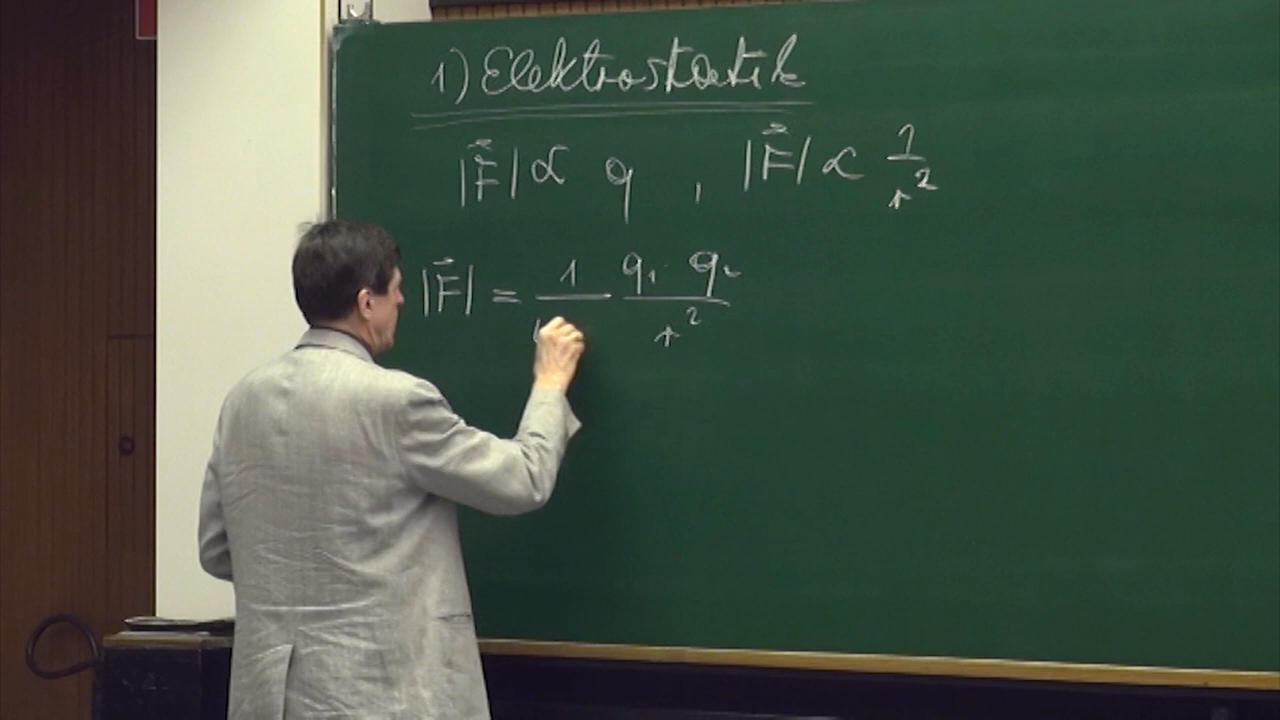 1) Elektrostatik
|F⃗| ∝ q , |F⃗| ∝ 1/r²
|F⃗| = 1/ q₁ · q₂/r²